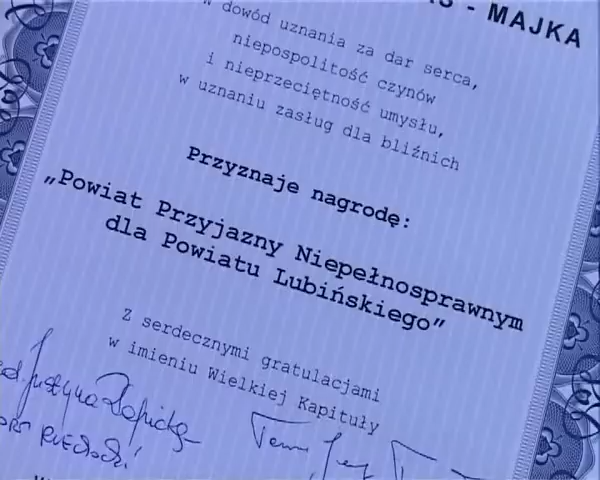 - MAJKA
w dowód uznania za dar serca,
niepospolitość czynów
i nieprzeciętność umysłu,
w uznaniu zasług dla bliźnich
Przyznaje nagrodę:
„Powiat Przyjazny Niepełnosprawnym
dla Powiatu Lubińskiego”
Z serdecznymi gratulacjami
w imieniu Wielkiej Kapituły
Justyna